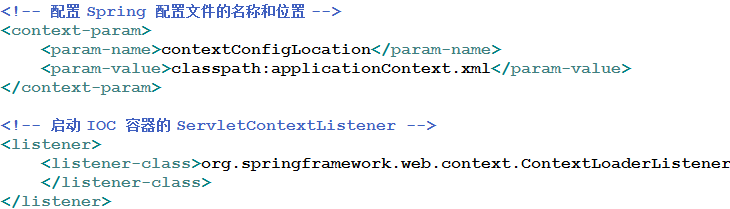 <!-- 配置 Spring 配置文件的名称和位置 -->
<context-param>
    <param-name>contextConfigLocation</param-name>
    <param-value>classpath:applicationContext.xml</param-value>
</context-param>

<!-- 启动 IOC 容器的 ServletContextListener -->
<listener>
    <listener-class>org.springframework.web.context.ContextLoaderListener
    </listener-class>
</listener>